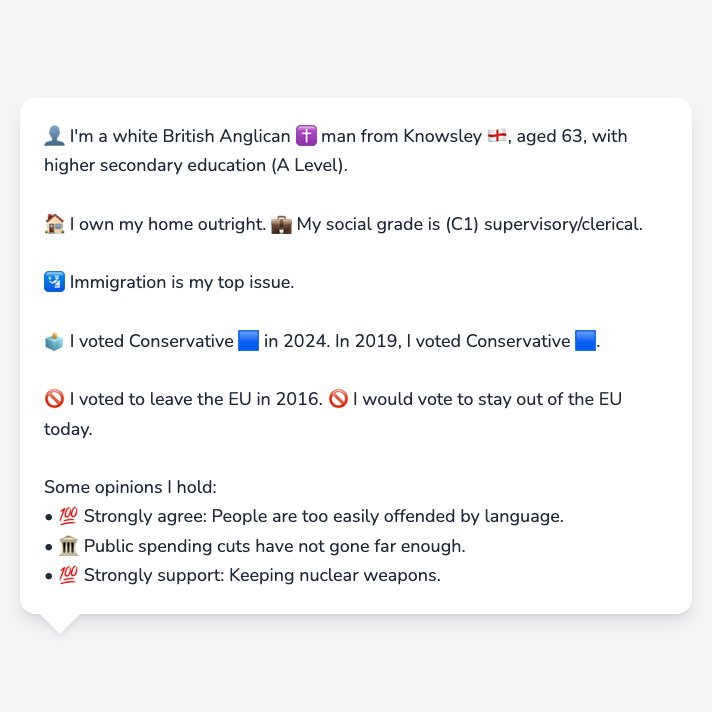 👤 I'm a white British Anglican ✝️ man from Knowsley 🏴󠁧󠁢󠁥󠁮󠁧󠁿, aged 63, with
higher secondary education (A Level).
🏠 I own my home outright. 💼 My social grade is (C1) supervisory/clerical.
🛂 Immigration is my top issue.
🗳️ I voted Conservative 🟦 in 2024. In 2019, I voted Conservative 🟦.
🚫 I voted to leave the EU in 2016. 🚫 I would vote to stay out of the EU
today.
Some opinions I hold:
• 💯 Strongly agree: People are too easily offended by language.
• 🏛️ Public spending cuts have not gone far enough.
• 💯 Strongly support: Keeping nuclear weapons.